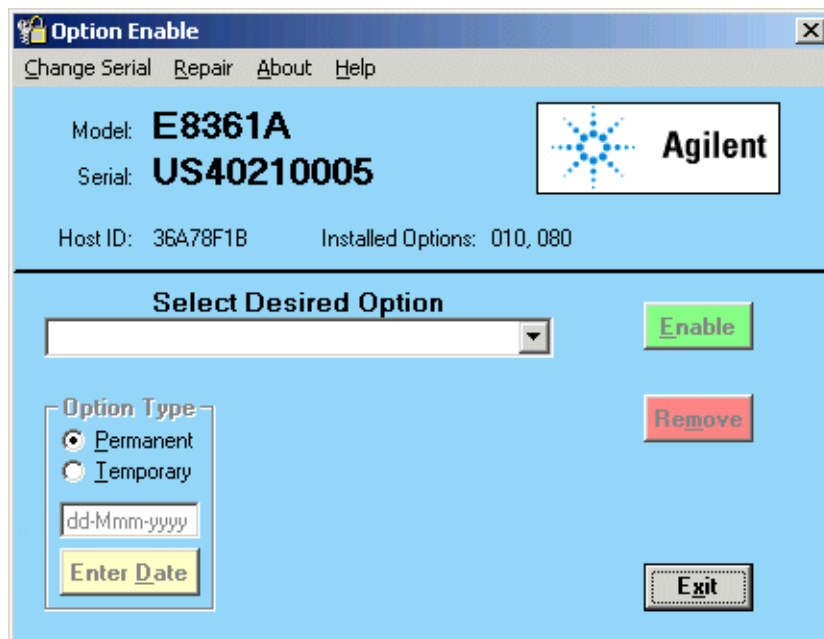 Option Enable
Change Serial Repair About Help
Model: E8361A
Agilent
Serial: US40210005
Host ID: 36A78F1B Installed Options: 010, 080
Select Desired Option
Enable
Option Type
Remove
Permanent
Temporary
dd-Mmm-yyyy
Enter Date
Exit